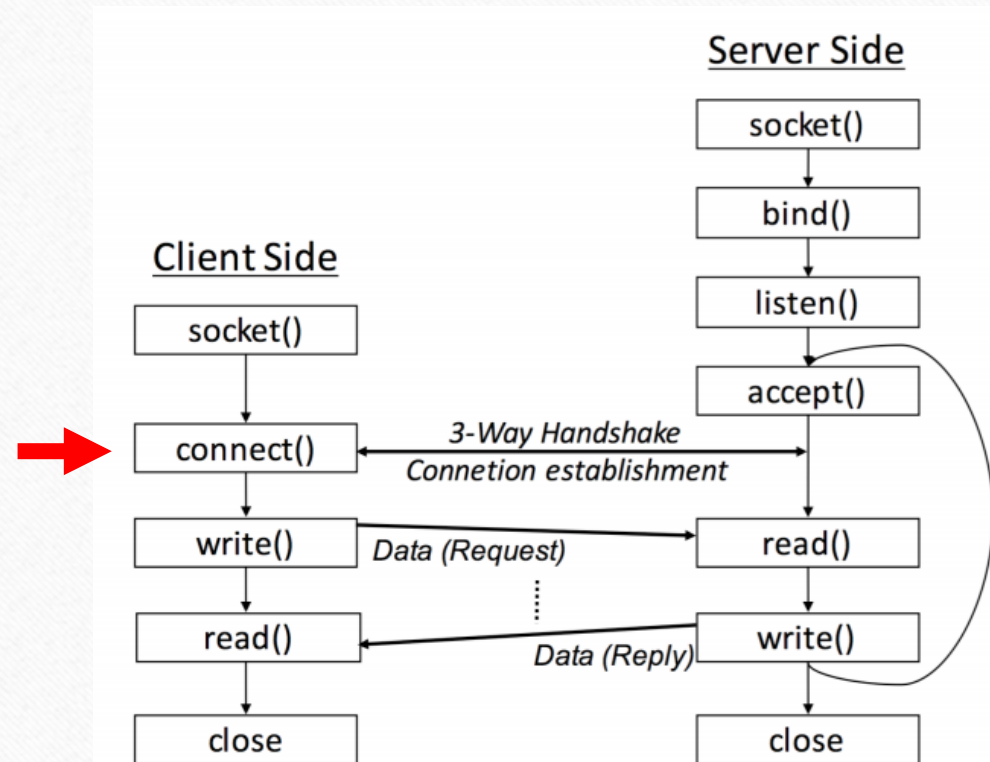 Server Side
socket()
bind()
listen()
accept()
Client Side
socket()
connect()
3-Way Handshake
Connetion establishment
write()
Data (Request)
read()
read()
Data (Reply)
write()
close
close